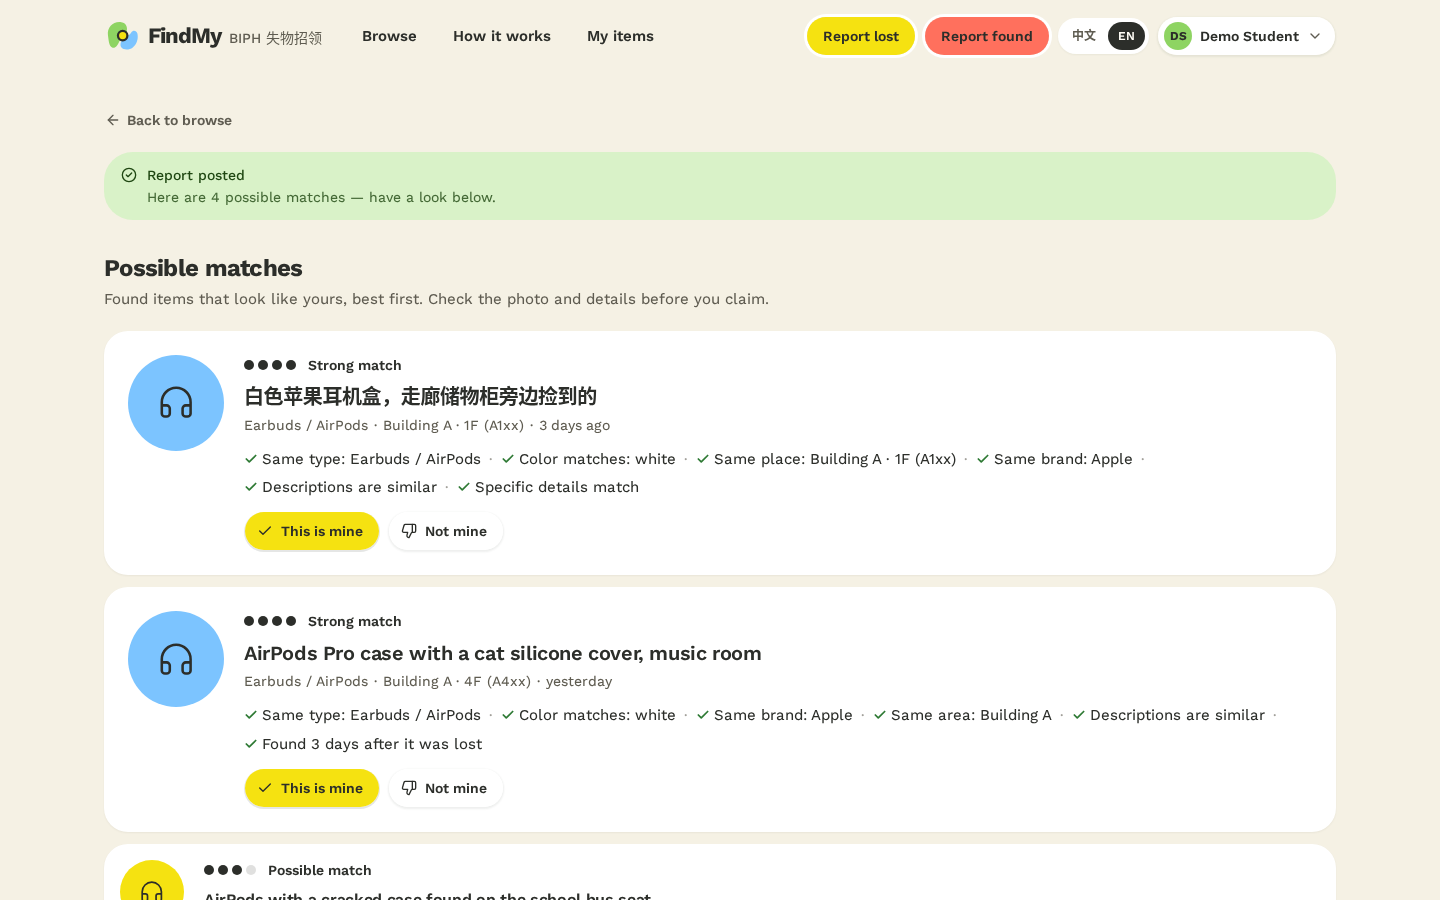 FindMy BIPH 失物招领 Browse How it works My items Report lost Report found 中文 EN DS Demo Student
Back to browse
Report posted
Here are 4 possible matches — have a look below.
Possible matches
Found items that look like yours, best first. Check the photo and details before you claim.
Strong match
白色苹果耳机盒，走廊储物柜旁边捡到的
Earbuds / AirPods · Building A · 1F (A1xx) · 3 days ago
Same type: Earbuds / AirPods · Color matches: white · Same place: Building A · 1F (A1xx) · Same brand: Apple ·
Descriptions are similar · Specific details match
This is mine Not mine
Strong match
AirPods Pro case with a cat silicone cover, music room
Earbuds / AirPods · Building A · 4F (A4xx) · yesterday
Same type: Earbuds / AirPods · Color matches: white · Same brand: Apple · Same area: Building A · Descriptions are similar ·
Found 3 days after it was lost
This is mine Not mine
Possible match
AirPods with a cracked case found on the school bus seat